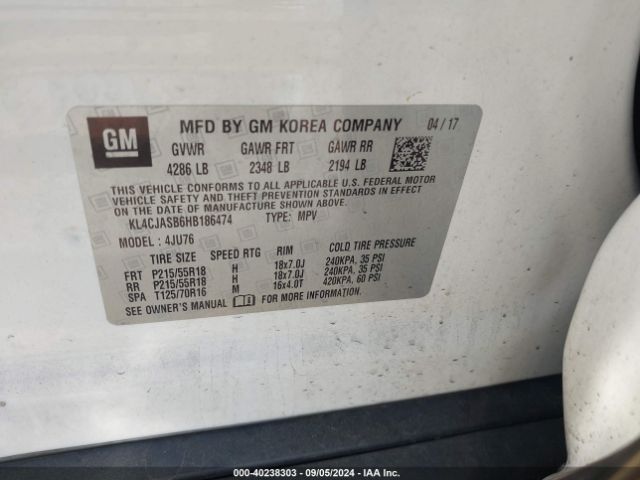 GM
MFD BY GM KOREA COMPANY 04/17
GVWR GAWR FRT GAWR RR
4286 LB 2348 LB 2194 LB
THIS VEHICLE CONFORMS TO ALL APPLICABLE U.S. FEDERAL MOTOR
VEHICLE SAFETY, BUMPER, AND THEFT PREVENTION STANDARDS IN EFFECT
ON THE DATE OF MANUFACTURE SHOWN ABOVE.
KL4CJASB6HB186474 TYPE: MPV
MODEL : 4JU76
TIRE SIZE SPEED RTG RIM COLD TIRE PRESSURE
FRT P215/55R18 H 18x7.0J 240KPA, 35 PSI
RR P215/55R18 H 18x7.0J 240KPA, 35 PSI
SPA T125/70R16 M 16x4.0T 420KPA, 60 PSI
SEE OWNER'S MANUAL FOR MORE INFORMATION.
000-40238303 - 09/05/2024 - IAA Inc.